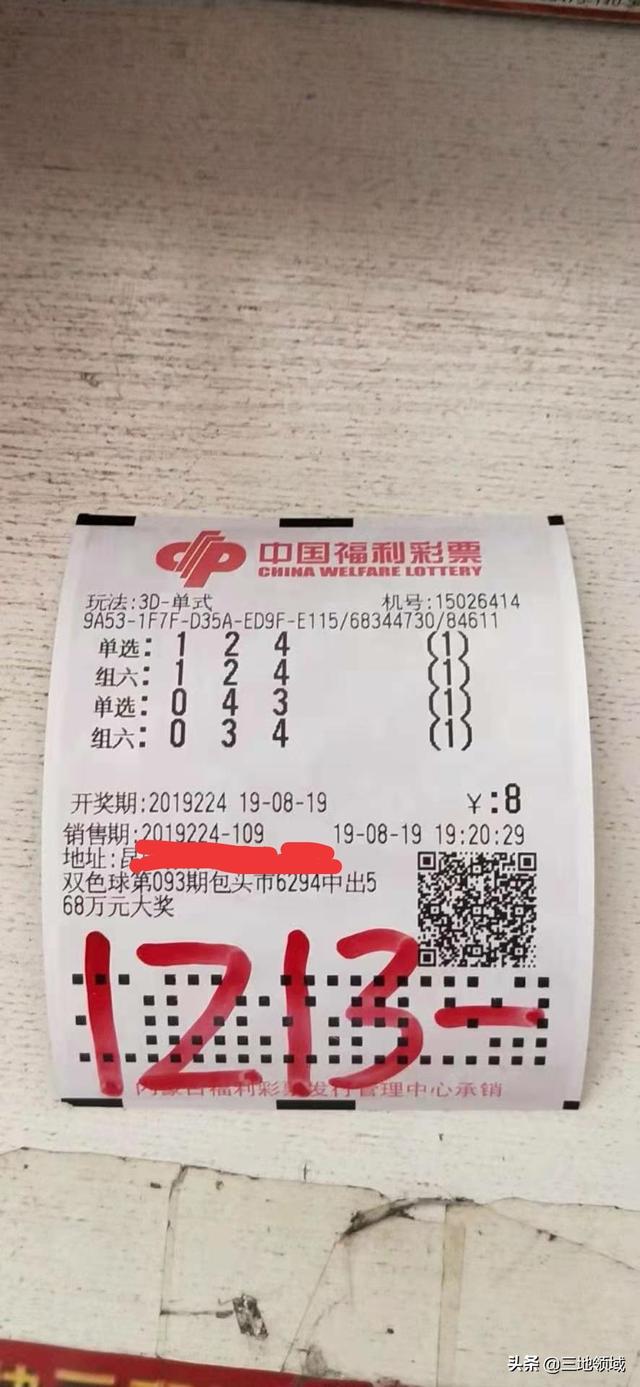 中国福利彩票
CHINA WELFARE LOTTERY
玩法:3D-单式 机号:15026414
9A53-1F7F-D35A-ED9F-E115/68344730/84611
单选: 1 2 4 (1)
组六: 1 2 4 (1)
单选: 0 4 3 (1)
组六: 0 3 4 (1)
开奖期:2019224 19-08-19 ¥:8
销售期:2019224-109 19-08-19 19:20:29
地址:昆
双色球第093期包头市6294中出5
68万元大奖
1213-
内蒙古福利彩票发行管理中心承销
头条 @三地领域